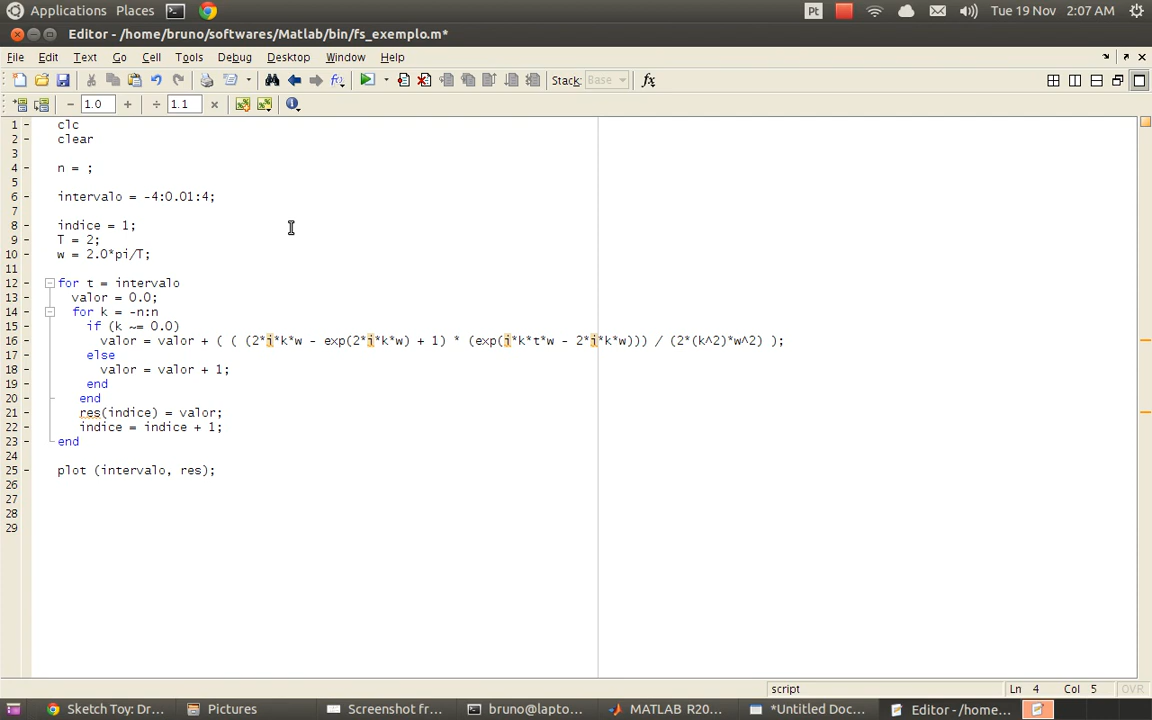 Applications Places Pt Tue 19 Nov 2:07 AM
Editor - /home/bruno/softwares/Matlab/bin/fs_exemplo.m*
File Edit Text Go Cell Tools Debug Desktop Window Help
Stack: Base fx
− 1.0 + ÷ 1.1 ×
1 clc
2 clear
3
4 n = ;
5
6 intervalo = -4:0.01:4;
7
8 indice = 1;
9 T = 2;
10 w = 2.0*pi/T;
11
12 for t = intervalo
13 valor = 0.0;
14 for k = -n:n
15 if (k ~= 0.0)
16 valor = valor + ( ( (2*i*k*w - exp(2*i*k*w) + 1) * (exp(i*k*t*w - 2*i*k*w))) / (2*(k^2)*w^2) );
17 else
18 valor = valor + 1;
19 end
20 end
21 res(indice) = valor;
22 indice = indice + 1;
23 end
24
25 plot (intervalo, res);
26
27
28
29
script Ln 4 Col 5 OVR
Sketch Toy: Dr... Pictures Screenshot fr... bruno@lapto... MATLAB R20... *Untitled Doc... Editor - /home...